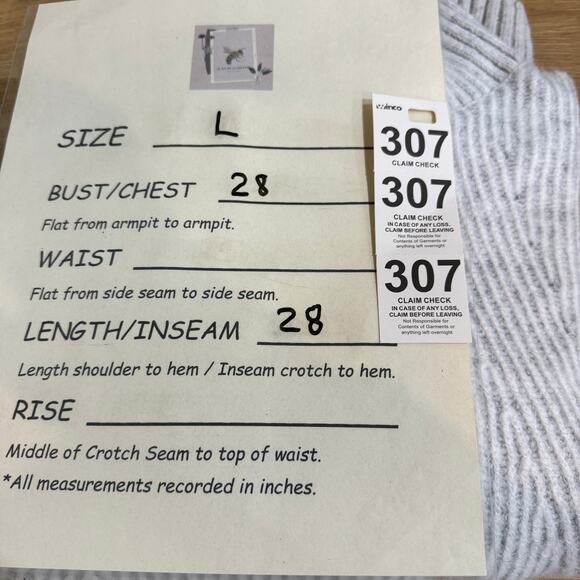 SIZE L
BUST/CHEST 28
Flat from armpit to armpit.
WAIST
Flat from side seam to side seam.
LENGTH/INSEAM 28
Length shoulder to hem / Inseam crotch to hem.
RISE
Middle of Crotch Seam to top of waist.
*All measurements recorded in inches.
winco
307
CLAIM CHECK
307
CLAIM CHECK
IN CASE OF ANY LOSS,
CLAIM BEFORE LEAVING
Not Responsible for
Contents of Garments or
anything left overnight
307
CLAIM CHECK
IN CASE OF ANY LOSS,
CLAIM BEFORE LEAVING
Not Responsible for
Contents of Garments or
anything left overnight